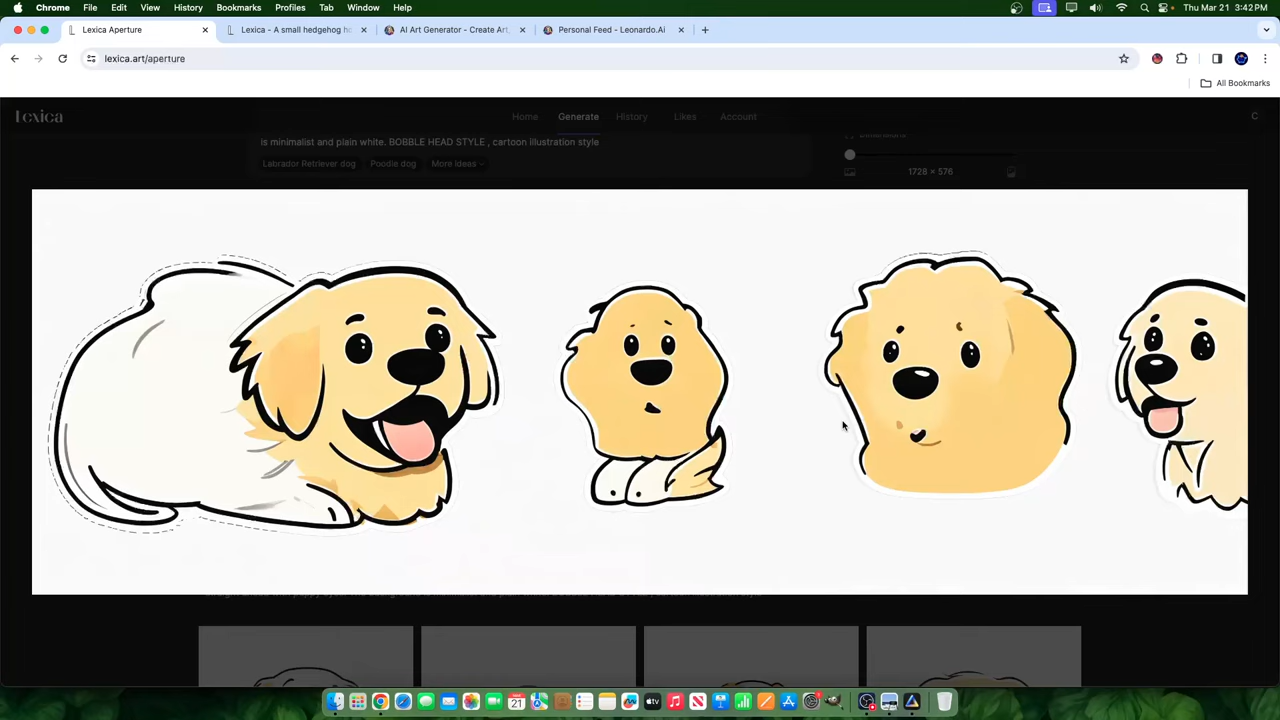 Chrome File Edit View History Bookmarks Profiles Tab Window Help Thu Mar 21 3:42 PM
Lexica Aperture Lexica - A small hedgehog ha AI Art Generator - Create Art, Personal Feed - Leonardo.Ai
lexica.art/aperture
All Bookmarks
Lexica Home Generate History Likes Account C
Dimensions
is minimalist and plain white. BOBBLE HEAD STYLE , cartoon illustration style
Labrador Retriever dog Poodle dog More ideas
1728 × 576